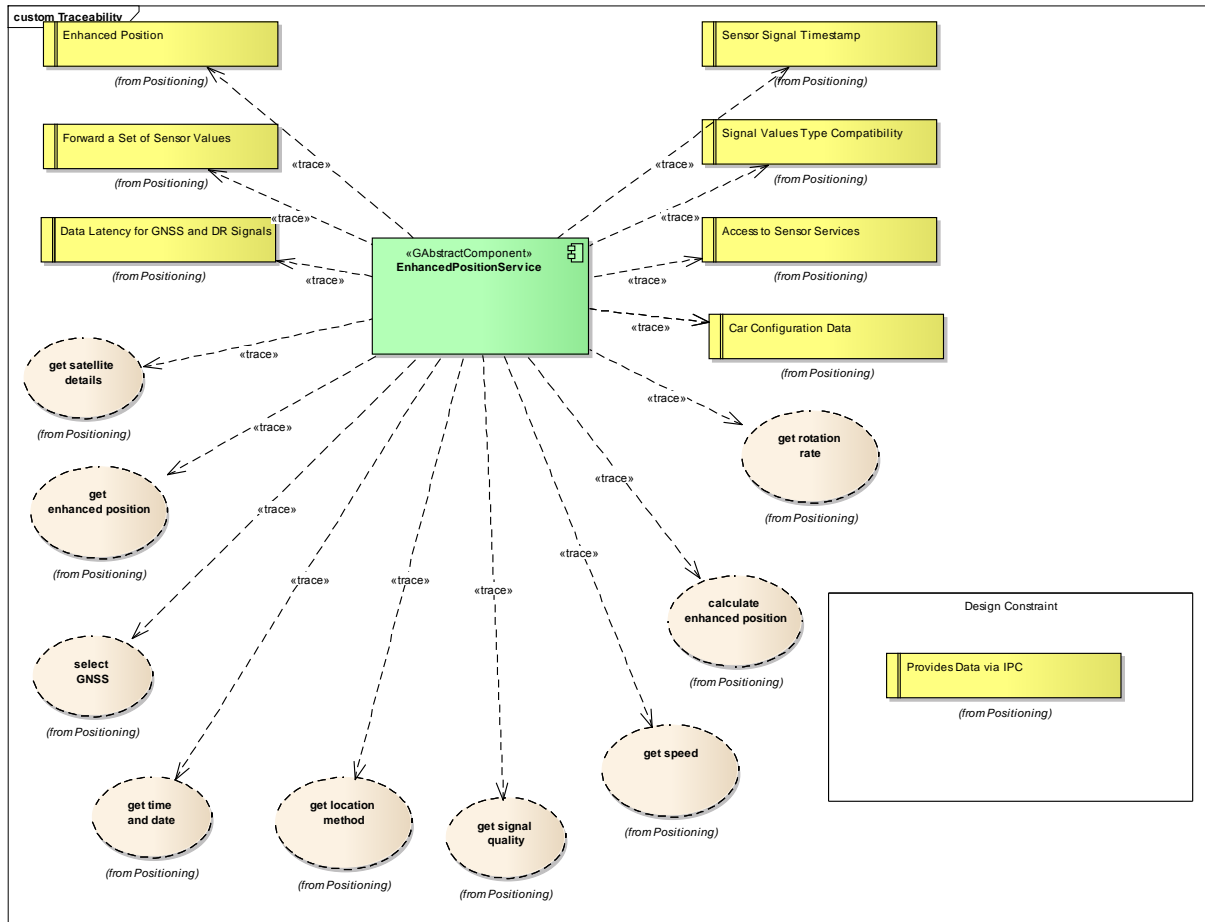 custom Traceability
Enhanced Position
(from Positioning)
Sensor Signal Timestamp
(from Positioning)
Forward a Set of Sensor Values
(from Positioning)
Signal Values Type Compatibility
(from Positioning)
«trace»
«trace»
«trace»
«trace»
Data Latency for GNSS and DR Signals
(from Positioning)
Access to Sensor Services
(from Positioning)
«GAbstractComponent»
EnhancedPositionService
«trace»
«trace»
Car Configuration Data
(from Positioning)
«trace»
get satellite
details
(from Positioning)
«trace»
get rotation
rate
(from Positioning)
«trace»
get
enhanced position
(from Positioning)
«trace»
«trace»
select
GNSS
(from Positioning)
«trace»
«trace»
get time
and date
(from Positioning)
«trace»
get location
method
(from Positioning)
«trace»
get signal
quality
(from Positioning)
«trace»
get speed
(from Positioning)
«trace»
calculate
enhanced position
(from Positioning)
Design Constraint
Provides Data via IPC
(from Positioning)